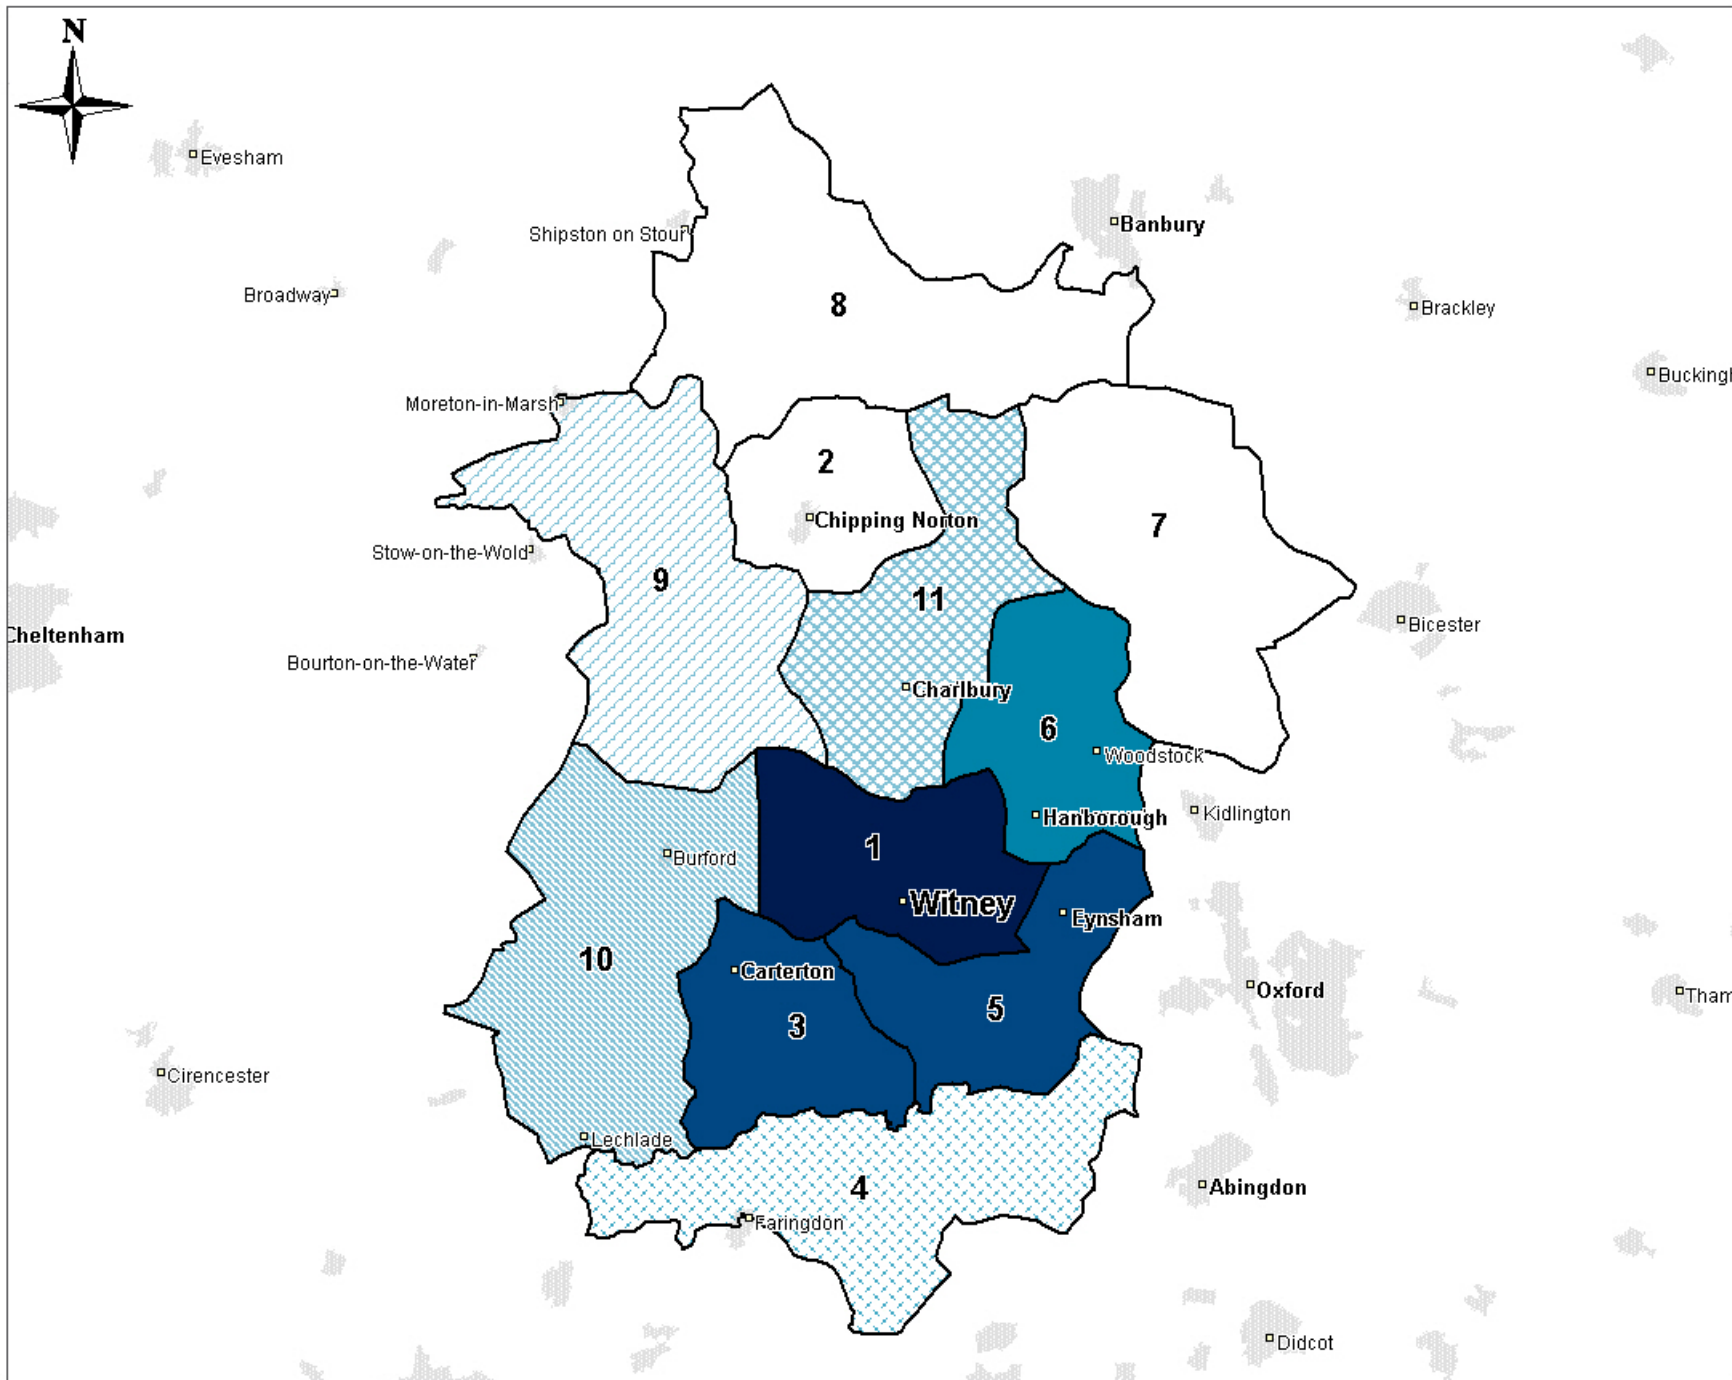 N
Evesham
Shipston on Stour
Banbury
Broadway
8
Brackley
Buckingh
Moreton-in-Marsh
2
Chipping Norton
7
Stow-on-the-Wold
9
11
Bicester
Cheltenham
Bourton-on-the-Water
Charlbury
6
Woodstock
Hanborough
Kidlington
1
Burford
Witney
Eynsham
10
Carterton
Oxford
Tham
3
5
Cirencester
Lechlade
4
Abingdon
Faringdon
Didcot